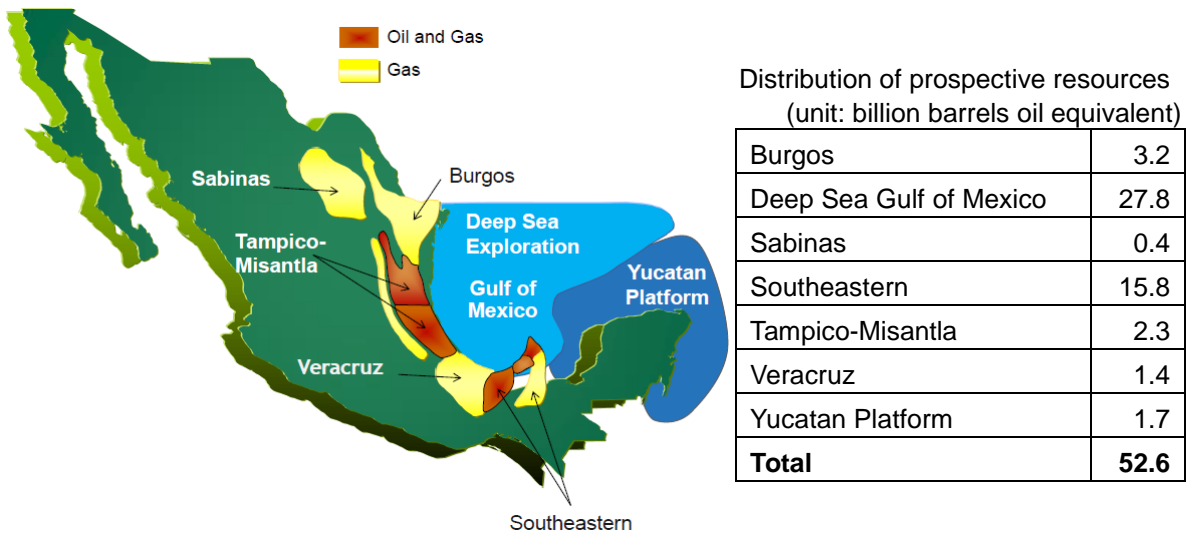 Oil and Gas
Gas
Sabinas
Burgos
Tampico-
Misantla
Deep Sea
Exploration
Gulf of
Mexico
Yucatan
Platform
Veracruz
Southeastern
Distribution of prospective resources
(unit: billion barrels oil equivalent)
Burgos 3.2
Deep Sea Gulf of Mexico 27.8
Sabinas 0.4
Southeastern 15.8
Tampico-Misantla 2.3
Veracruz 1.4
Yucatan Platform 1.7
Total 52.6